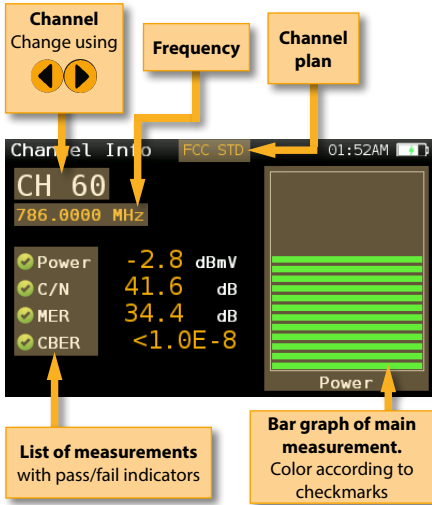 Channel
Change using
Frequency
Channel
plan
Channel Info FCC STD 01:52AM
CH 60
786.0000 MHz
Power -2.8 dBmV
C/N 41.6 dB
MER 34.4 dB
CBER <1.0E-8
Power
List of measurements
with pass/fail indicators
Bar graph of main
measurement.
Color according to
checkmarks